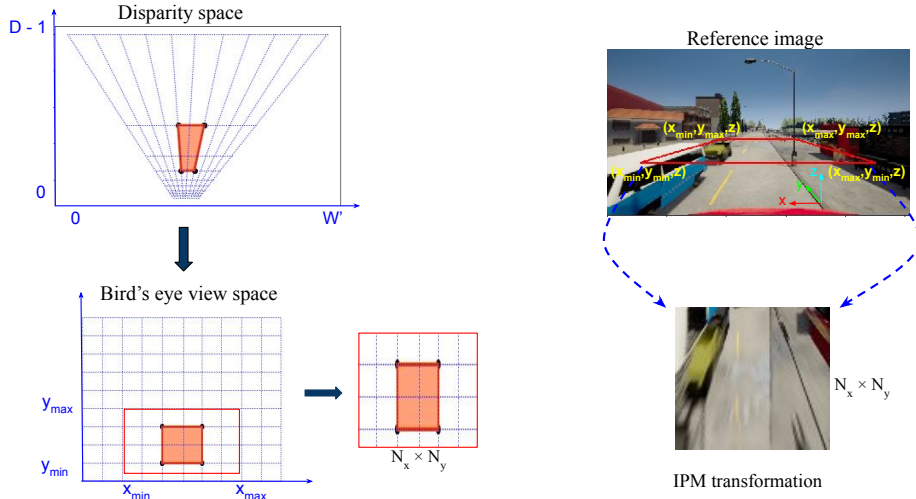 Disparity space
D - 1
0
0
W'
Bird's eye view space
y_max
y_min
x_min
x_max
N_x × N_y
Reference image
(x_min,y_max,z)
(x_max,y_max,z)
(x_min,y_min,z)
(x_max,y_min,z)
z
y
x
N_x × N_y
IPM transformation